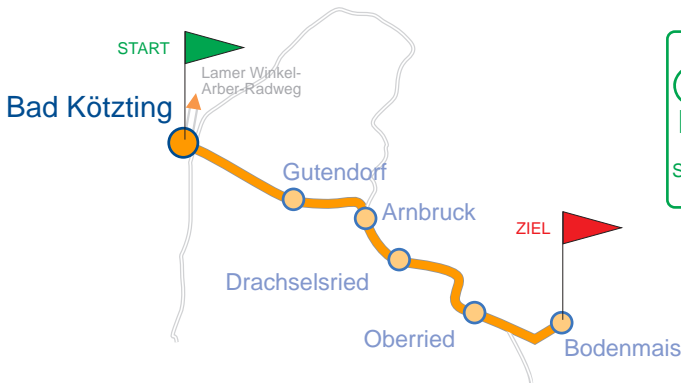 START
Lamer Winkel-
Arber-Radweg
Bad Kötzting
Gutendorf
Arnbruck
ZIEL
Drachselsried
Oberried
Bodenmais